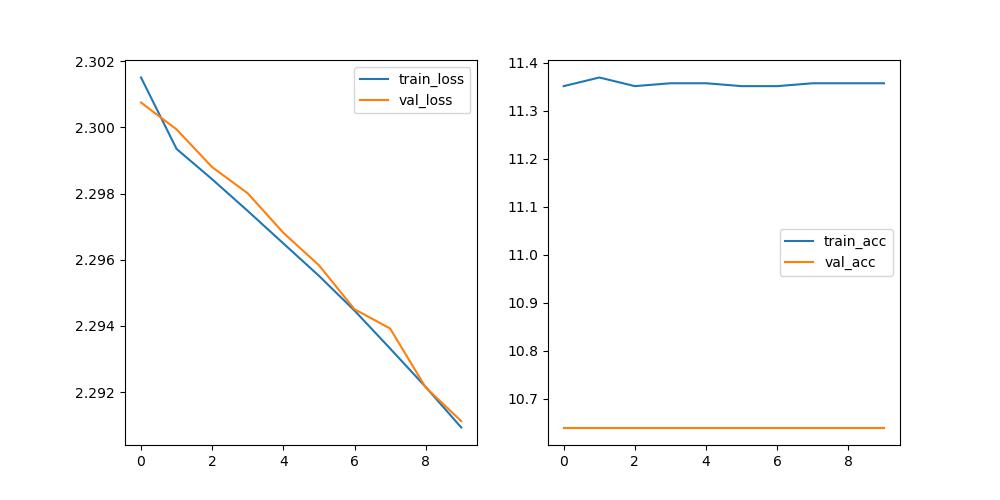 2.302
2.300
2.298
2.296
2.294
2.292
0 2 4 6 8
train_loss
val_loss
11.4
11.3
11.2
11.1
11.0
10.9
10.8
10.7
0 2 4 6 8
train_acc
val_acc